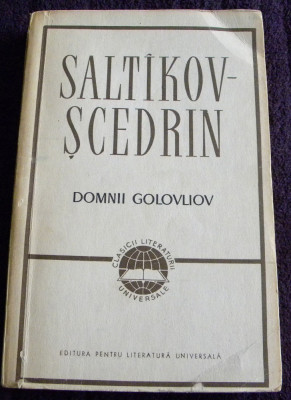 SALTÎKOV-
ȘCEDRIN
DOMNII GOLOVLIOV
CLASICII LITERATURII
UNIVERSALE
EDITURA PENTRU LITERATURĂ UNIVERSALĂ